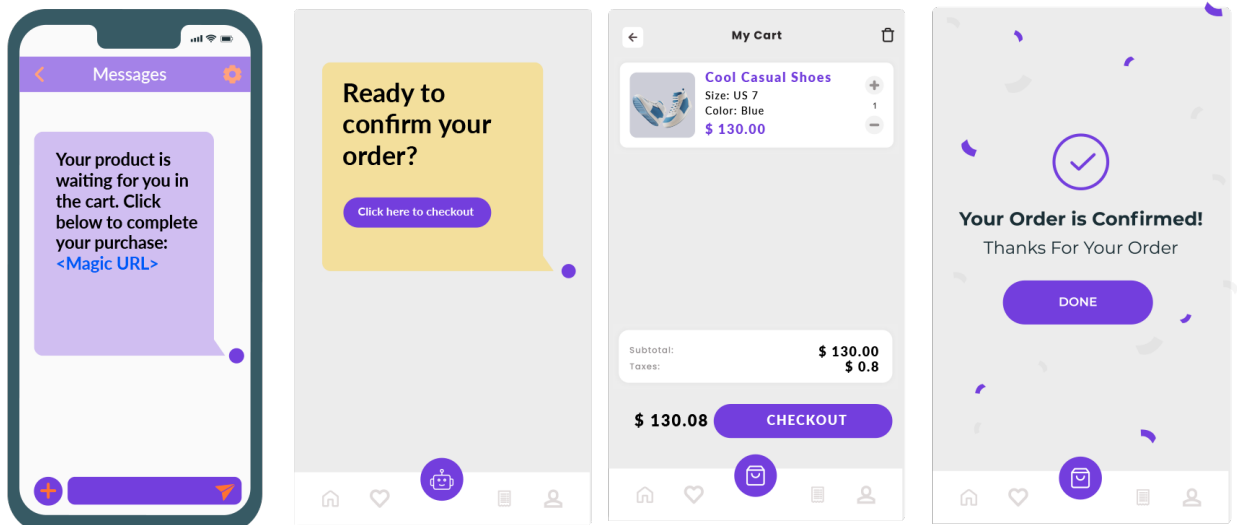 Messages
Your product is
waiting for you in
the cart. Click
below to complete
your purchase:
<Magic URL>
Ready to
confirm your
order?
Click here to checkout
My Cart
Cool Casual Shoes
Size: US 7
Color: Blue
$ 130.00
1
Subtotal: $ 130.00
Taxes: $ 0.8
$ 130.08 CHECKOUT
Your Order is Confirmed!
Thanks For Your Order
DONE